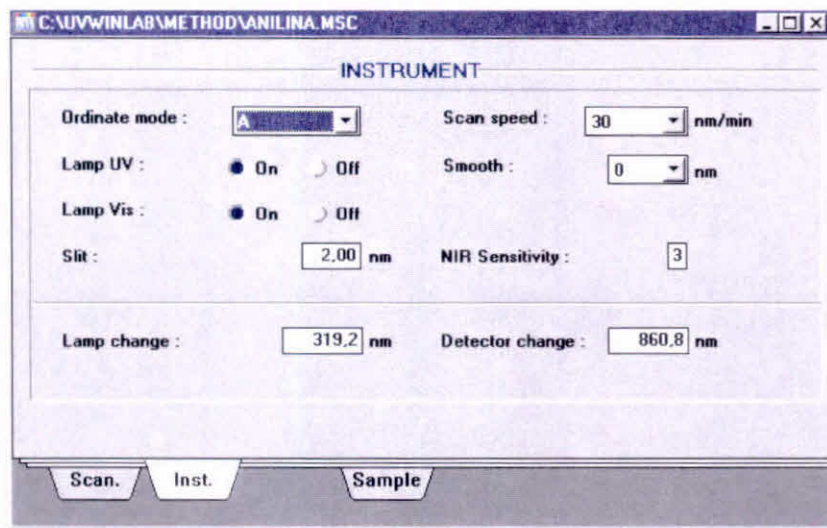 C:\UVWINLAB\METHOD\ANILINA.MSC
INSTRUMENT
Ordinate mode : A Scan speed : 30 nm/min
Lamp UV : On Off Smooth : 0 nm
Lamp Vis : On Off
Slit : 2.00 nm NIR Sensitivity : 3
Lamp change : 319,2 nm Detector change : 860,8 nm
Scan. Inst. Sample